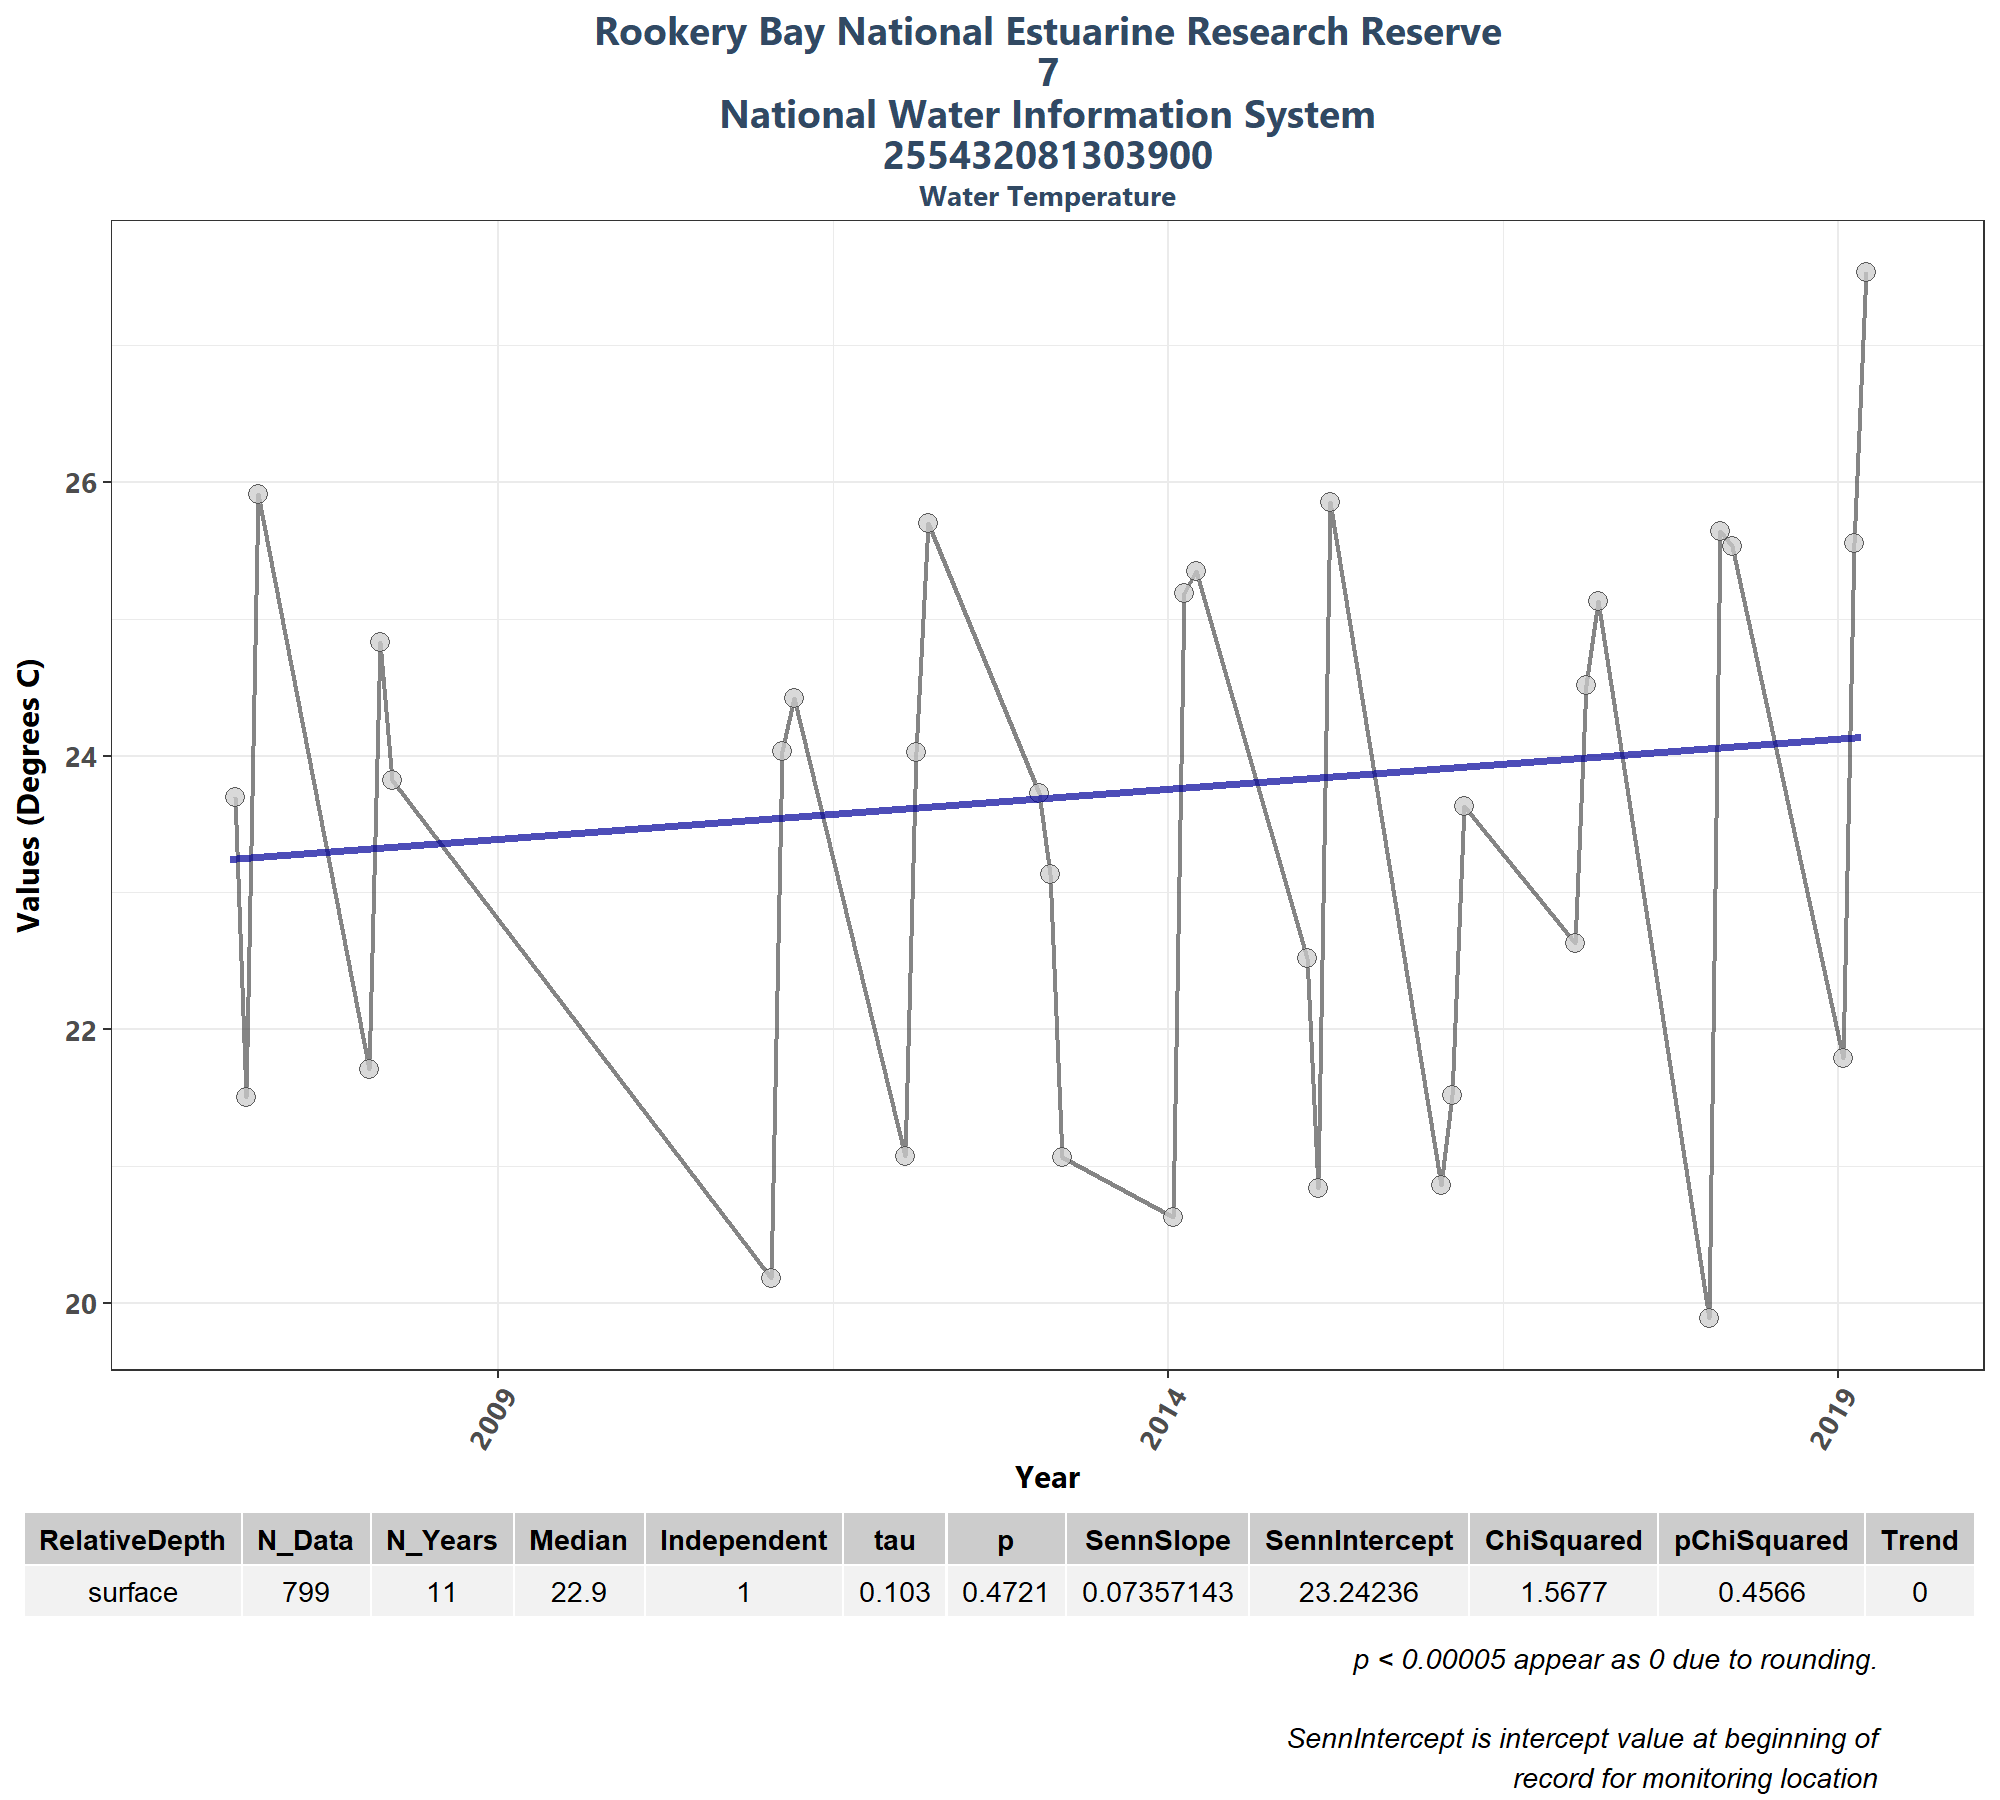 Rookery Bay National Estuarine Research Reserve
7
National Water Information System
255432081303900
Water Temperature
Values (Degrees C)
26
24
22
20
2009
2014
2019
Year
RelativeDepth N_Data N_Years Median Independent tau p SennSlope SennIntercept ChiSquared pChiSquared Trend
surface 799 11 22.9 1 0.103 0.4721 0.07357143 23.24236 1.5677 0.4566 0
p < 0.00005 appear as 0 due to rounding.
SennIntercept is intercept value at beginning of
record for monitoring location